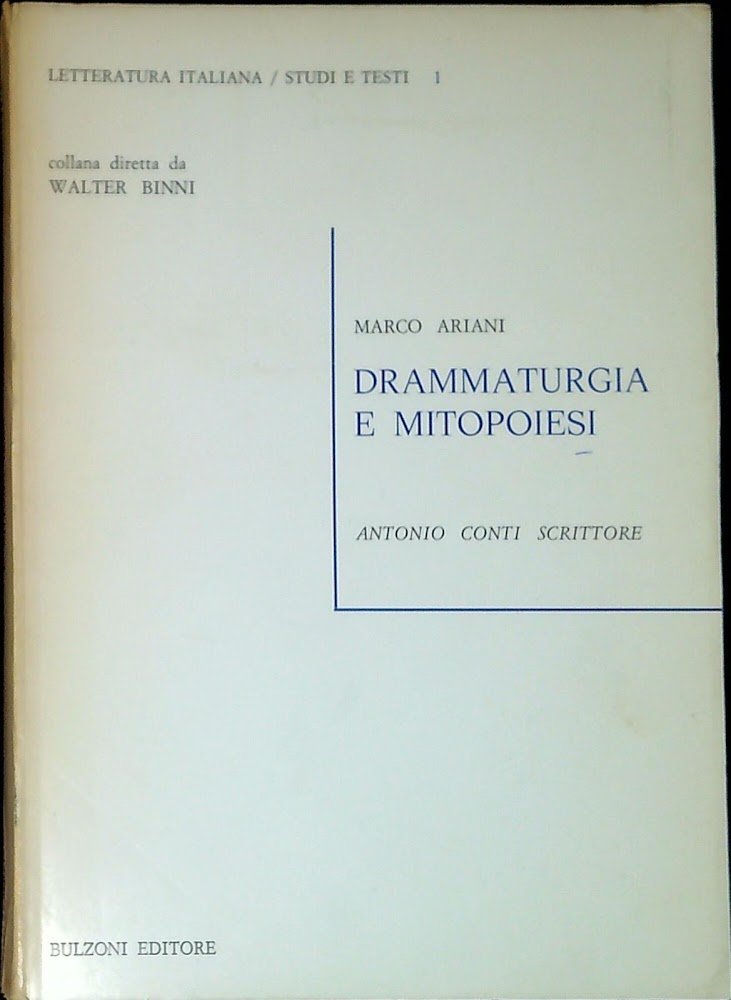 LETTERATURA ITALIANA / STUDI E TESTI 1
collana diretta da
WALTER BINNI
MARCO ARIANI
DRAMMATURGIA
E MITOPOIESI
ANTONIO CONTI SCRITTORE
BULZONI EDITORE